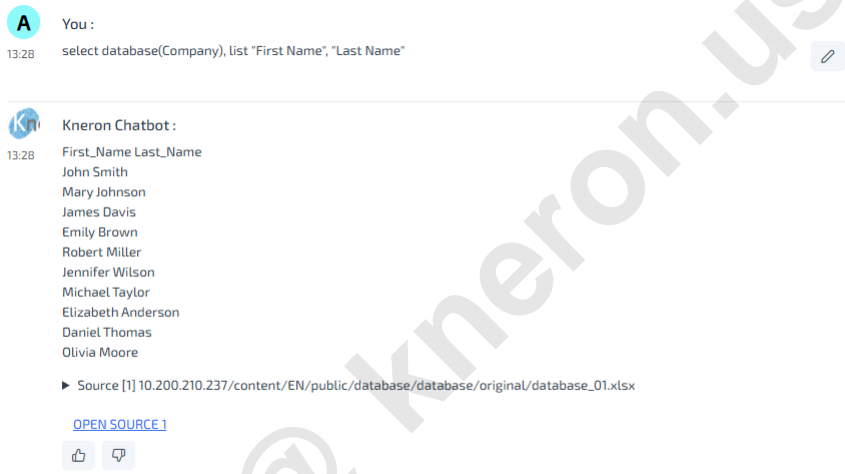 A
You :
13:28
select database(Company), list "First Name", "Last Name"
Kneron Chatbot :
13:28
First_Name Last_Name
John Smith
Mary Johnson
James Davis
Emily Brown
Robert Miller
Jennifer Wilson
Michael Taylor
Elizabeth Anderson
Daniel Thomas
Olivia Moore
▶ Source [1] 10.200.210.237/content/EN/public/database/database/original/database_01.xlsx
OPEN SOURCE 1
@ kneron.us